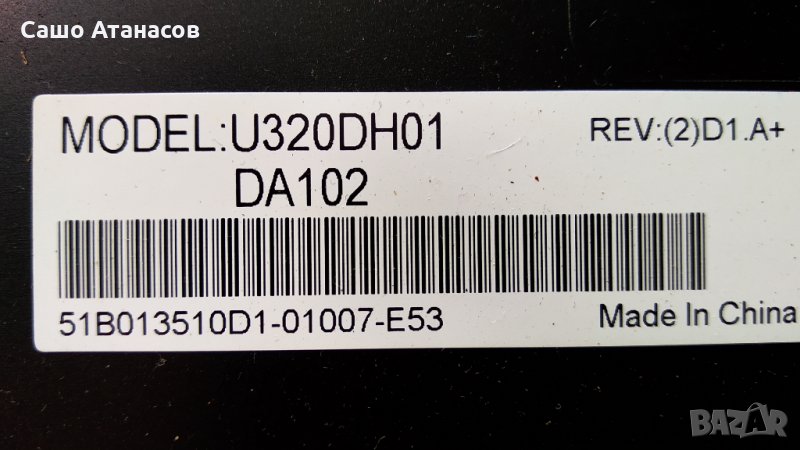 Сашо Атанасов
MODEL:U320DH01
REV:(2)D1.A+
DA102
51B013510D1-01007-E53
Made In China
BAZAR